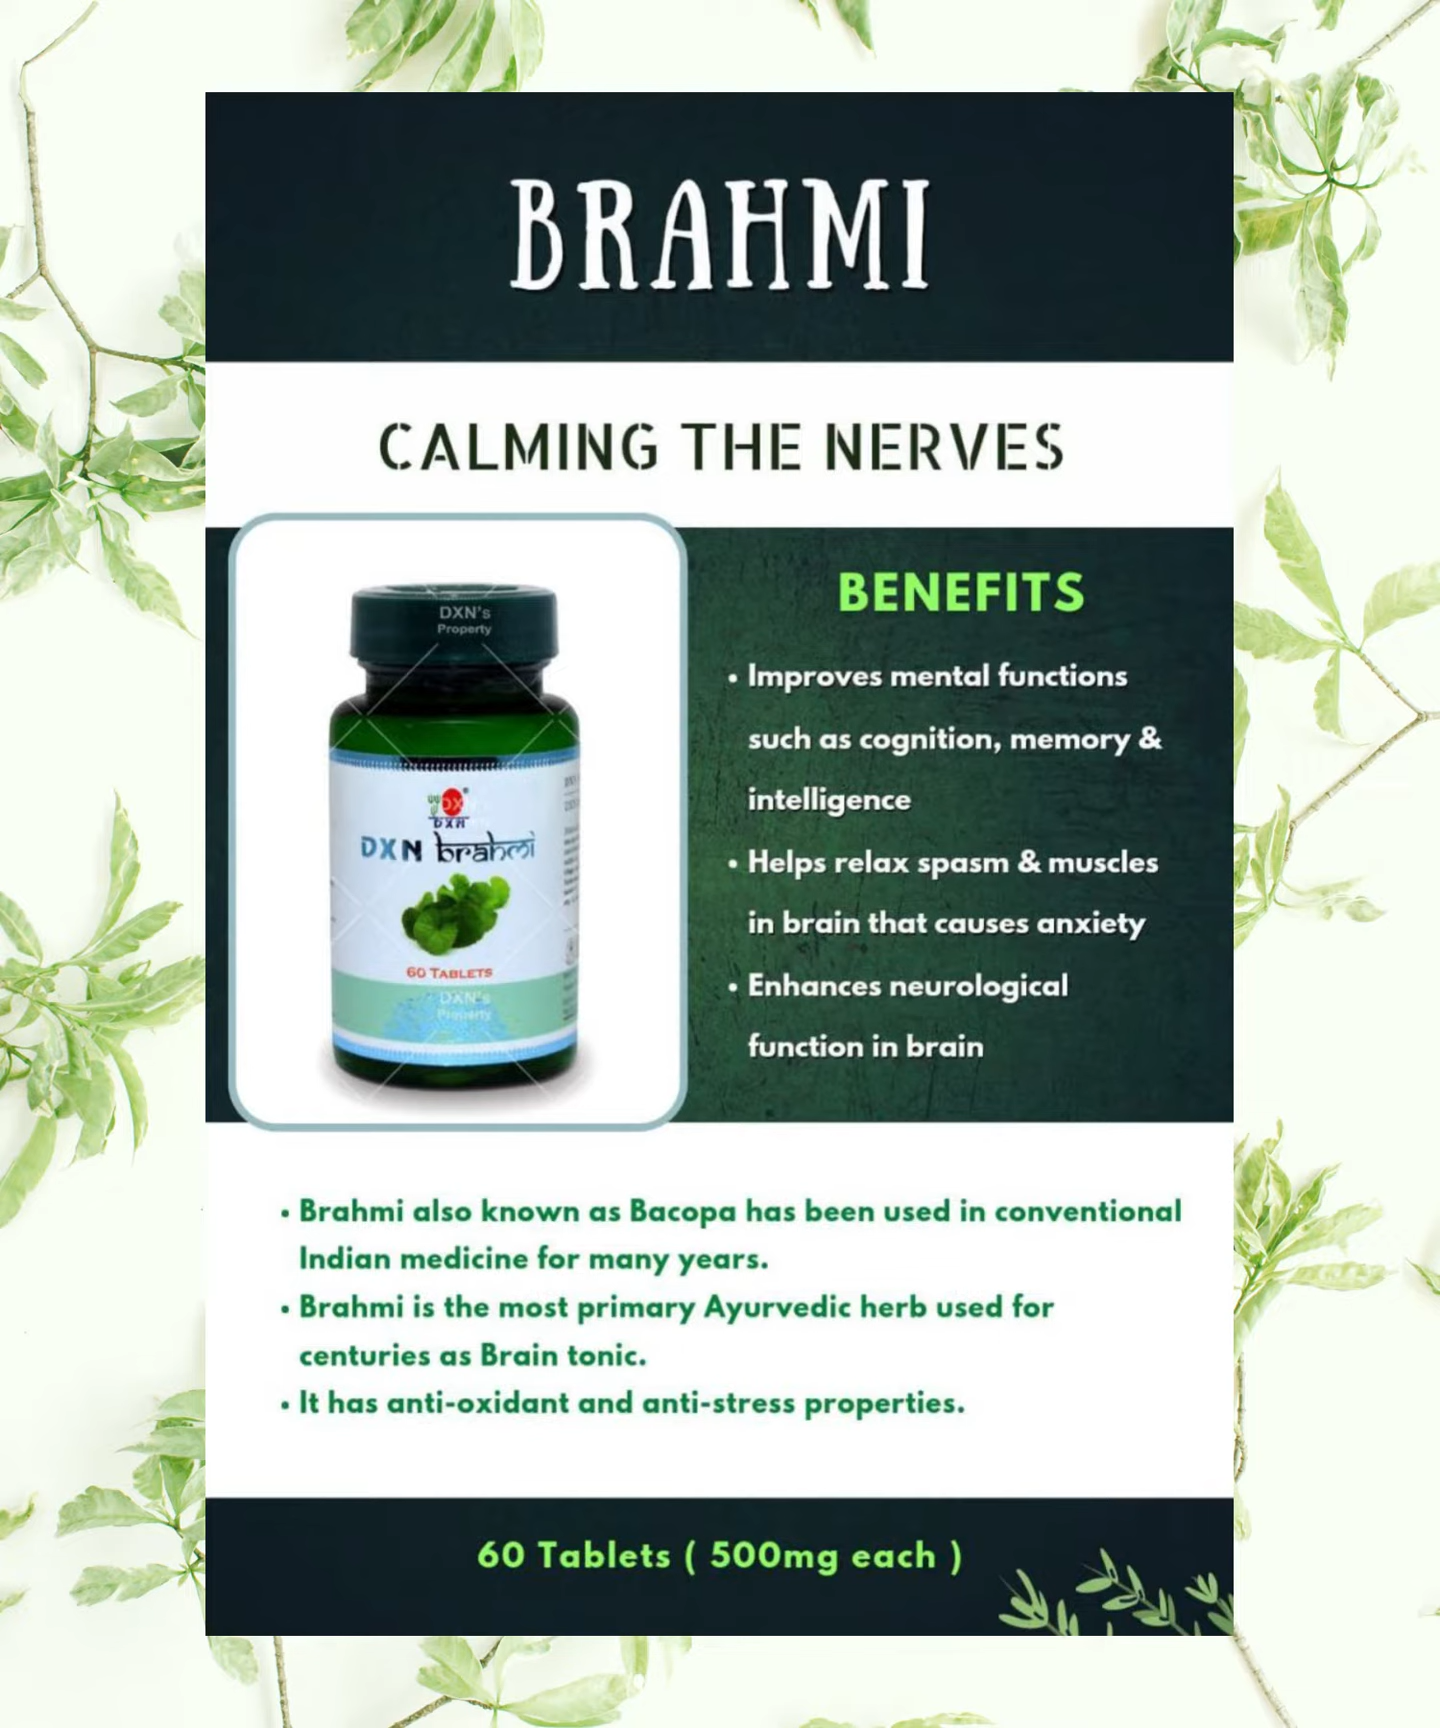 BRAHMI
CALMING THE NERVES
DXN's
Property
DXN
DXN brahmi
60 TABLETS
DXN's
Property
BENEFITS
• Improves mental functions
such as cognition, memory &
intelligence
• Helps relax spasm & muscles
in brain that causes anxiety
• Enhances neurological
function in brain
• Brahmi also known as Bacopa has been used in conventional
Indian medicine for many years.
• Brahmi is the most primary Ayurvedic herb used for
centuries as Brain tonic.
• It has anti-oxidant and anti-stress properties.
60 Tablets ( 500mg each )